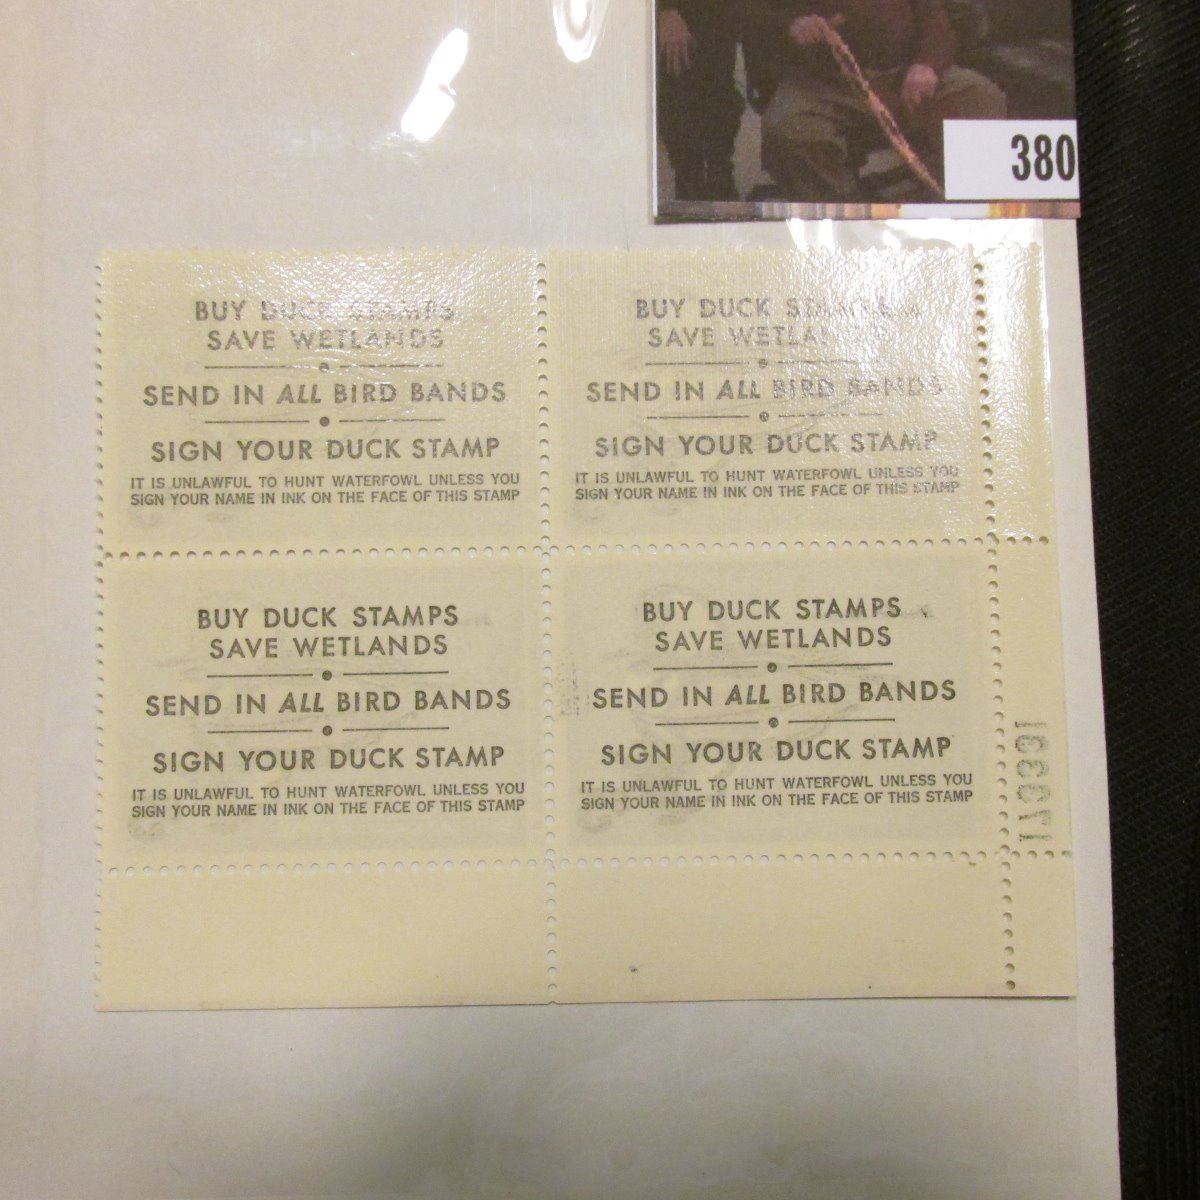 380
BUY DUCK STAMPS
SAVE WETLANDS
SEND IN ALL BIRD BANDS
SIGN YOUR DUCK STAMP
IT IS UNLAWFUL TO HUNT WATERFOWL UNLESS YOU
SIGN YOUR NAME IN INK ON THE FACE OF THIS STAMP
BUY DUCK STAMPS
SAVE WETLANDS
SEND IN ALL BIRD BANDS
SIGN YOUR DUCK STAMP
IT IS UNLAWFUL TO HUNT WATERFOWL UNLESS YOU
SIGN YOUR NAME IN INK ON THE FACE OF THIS STAMP
BUY DUCK STAMPS
SAVE WETLANDS
SEND IN ALL BIRD BANDS
SIGN YOUR DUCK STAMP
IT IS UNLAWFUL TO HUNT WATERFOWL UNLESS YOU
SIGN YOUR NAME IN INK ON THE FACE OF THIS STAMP
BUY DUCK STAMPS
SAVE WETLANDS
SEND IN ALL BIRD BANDS
SIGN YOUR DUCK STAMP
IT IS UNLAWFUL TO HUNT WATERFOWL UNLESS YOU
SIGN YOUR NAME IN INK ON THE FACE OF THIS STAMP